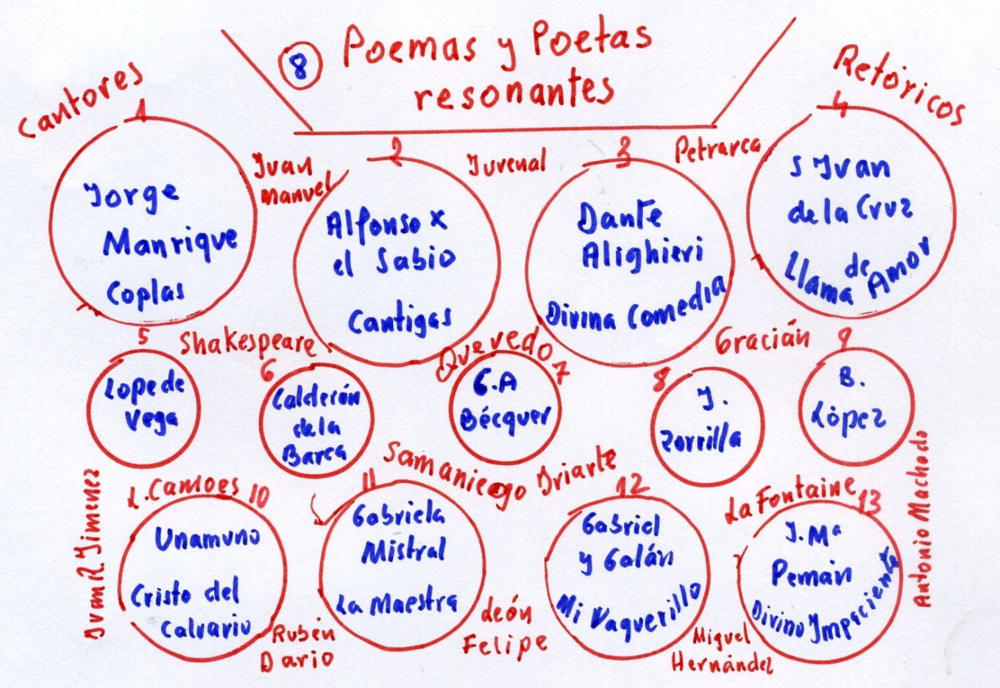 8
Poemas y Poetas
resonantes
Cantores
Retóricos
1
Jorge
Manrique
Coplas
Juan
Manuel
2
Alfonso X
el Sabio
Cantigas
Juvenal
3
Dante
Alighieri
Divina Comedia
Petrarca
4
S Juan
de la Cruz
Llama de Amor
5
Lope de
Vega
Shakespeare
6
Calderón
de la
Barca
Quevedo
7
G.A
Bécquer
8
J.
Zorrilla
Gracián
9
B.
López
Juan R. Jimenez
L. Camoes
10
Unamuno
Cristo del
Calvario
Rubén
Dario
Samaniego Iriarte
11
Gabriela
Mistral
La Maestra
León
Felipe
12
Gabriel
y Galán
Mi Vaquerillo
Miguel
Hernández
La Fontaine
13
J. Mª
Pemán
Divino Impaciente
Antonio Machado